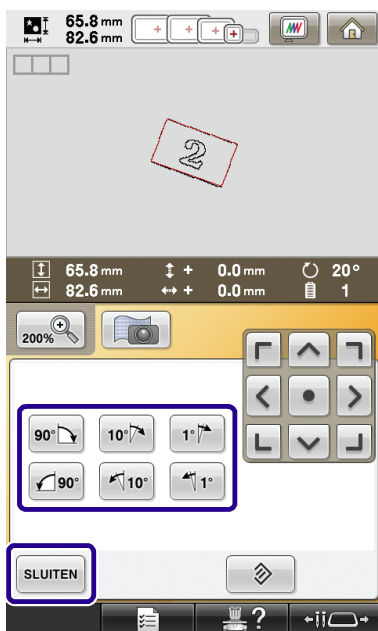 65.8 mm
82.6 mm
2
65.8 mm + 0.0 mm 20°
82.6 mm + 0.0 mm 1
200%
90° 10° 1°
90° 10° 1°
SLUITEN
?